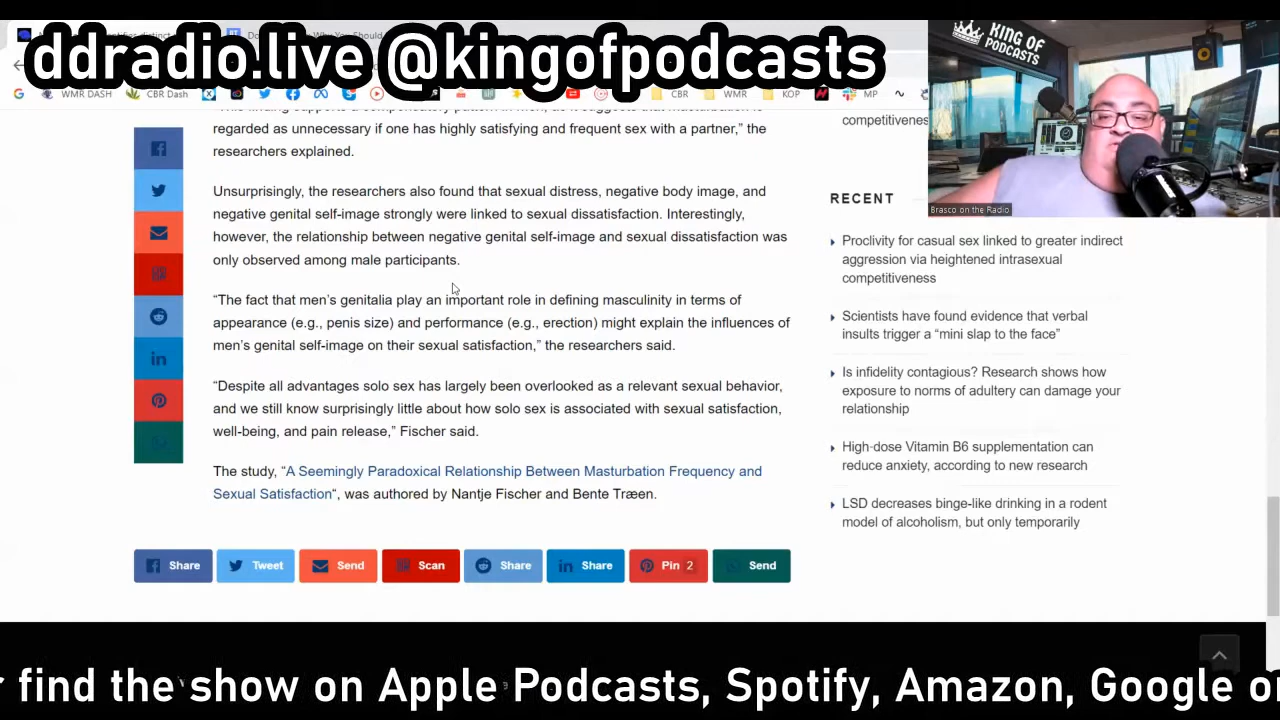 ddradio.live @kingofpodcasts
WMR DASH
CBR Dash
CBR
WMR
KOP
MP
KING OF
PODCASTS
Brasco on the Radio
regarded as unnecessary if one has highly satisfying and frequent sex with a partner,” the
researchers explained.
Unsurprisingly, the researchers also found that sexual distress, negative body image, and
negative genital self-image strongly were linked to sexual dissatisfaction. Interestingly,
however, the relationship between negative genital self-image and sexual dissatisfaction was
only observed among male participants.
“The fact that men’s genitalia play an important role in defining masculinity in terms of
appearance (e.g., penis size) and performance (e.g., erection) might explain the influences of
men’s genital self-image on their sexual satisfaction,” the researchers said.
“Despite all advantages solo sex has largely been overlooked as a relevant sexual behavior,
and we still know surprisingly little about how solo sex is associated with sexual satisfaction,
well-being, and pain release,” Fischer said.
The study, “A Seemingly Paradoxical Relationship Between Masturbation Frequency and
Sexual Satisfaction“, was authored by Nantje Fischer and Bente Træen.
Share
Tweet
Send
Scan
Share
Share
Pin 2
Send
competitiveness
RECENT
Proclivity for casual sex linked to greater indirect
aggression via heightened intrasexual
competitiveness
Scientists have found evidence that verbal
insults trigger a “mini slap to the face”
Is infidelity contagious? Research shows how
exposure to norms of adultery can damage your
relationship
High-dose Vitamin B6 supplementation can
reduce anxiety, according to new research
LSD decreases binge-like drinking in a rodent
model of alcoholism, but only temporarily
find the show on Apple Podcasts, Spotify, Amazon, Google